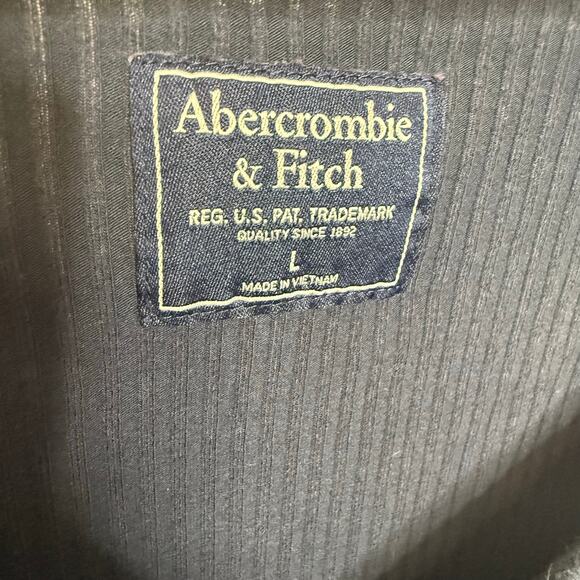 Abercrombie
& Fitch
REG. U.S. PAT. TRADEMARK
QUALITY SINCE 1892
L
MADE IN VIETNAM